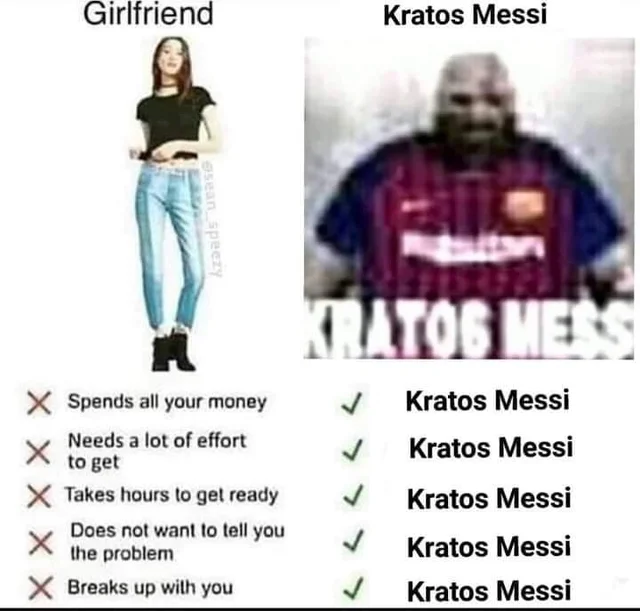 Girlfriend
Kratos Messi
@sean_speezy
KRATOS MESS
Spends all your money
Kratos Messi
Needs a lot of effort
to get
Kratos Messi
Takes hours to get ready
Kratos Messi
Does not want to tell you
the problem
Kratos Messi
Breaks up with you
Kratos Messi